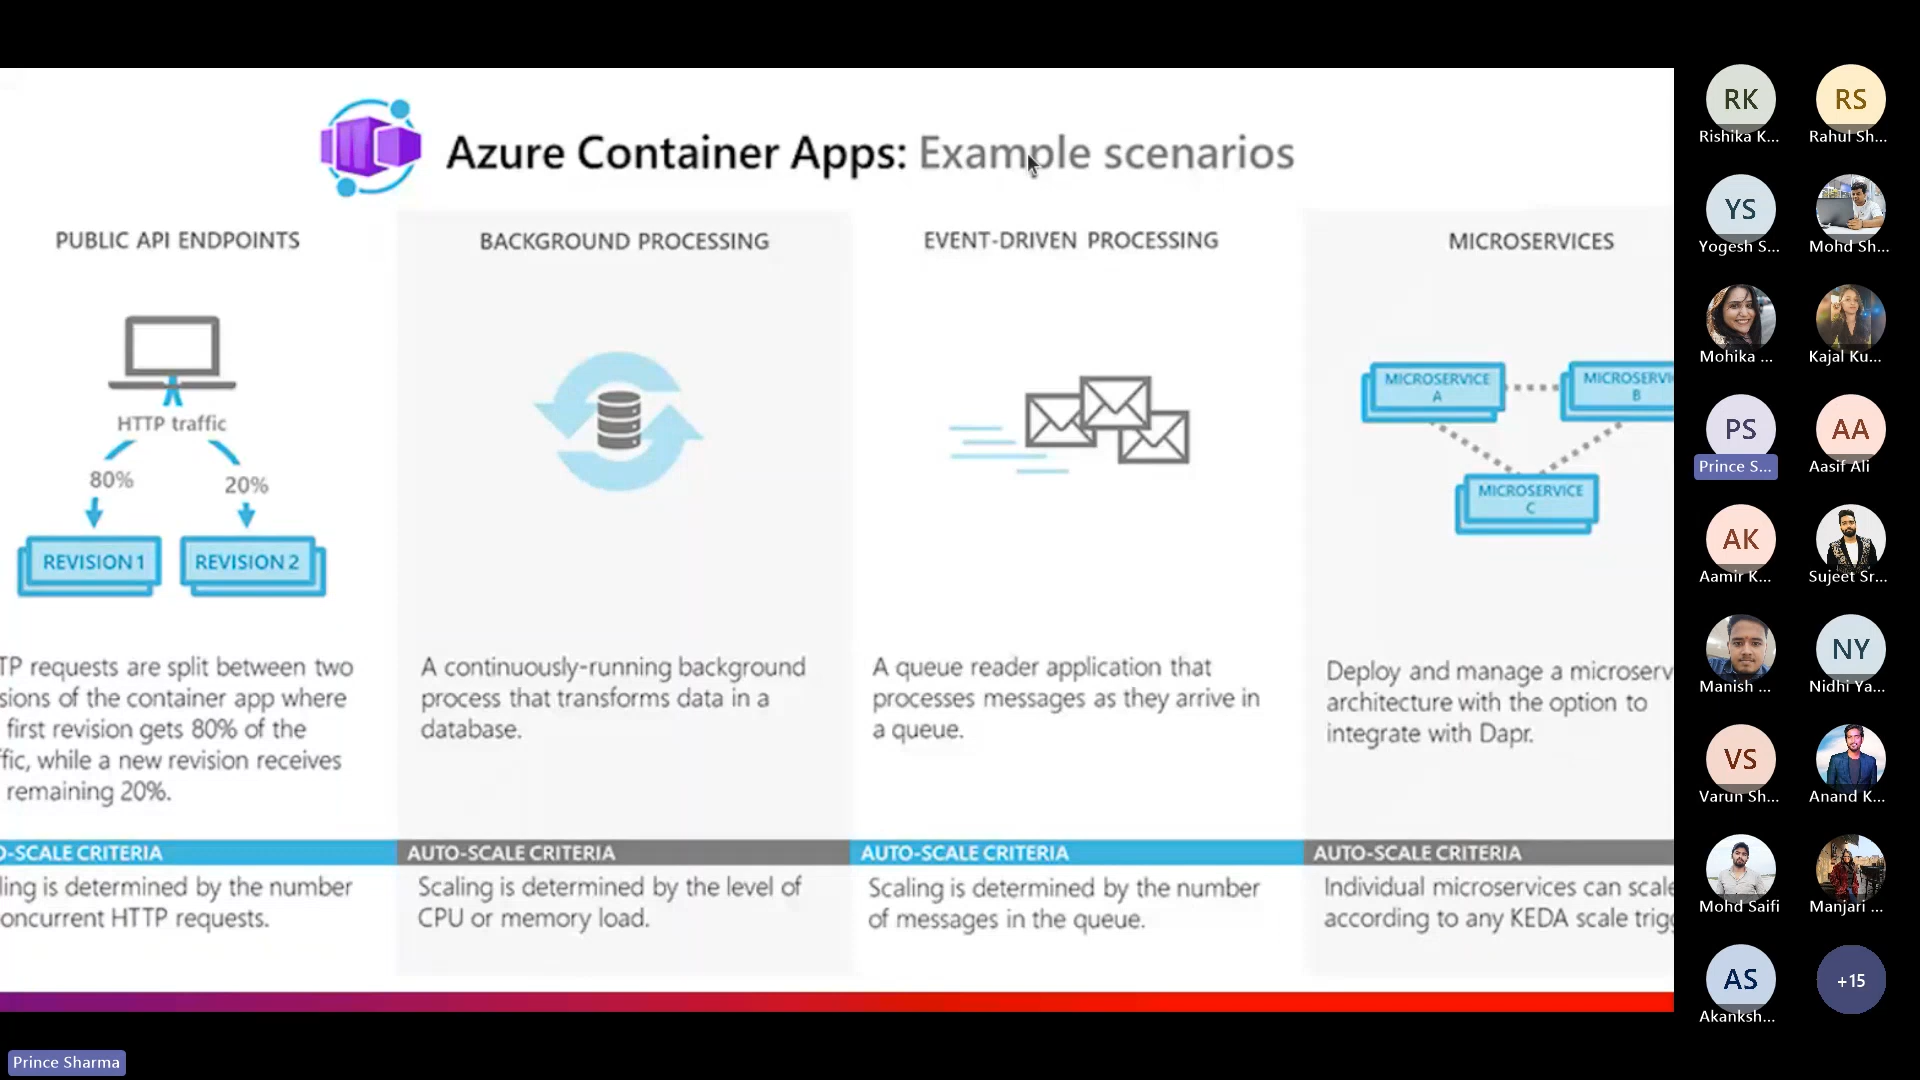 Azure Container Apps: Example scenarios
PUBLIC API ENDPOINTS
HTTP traffic
80%
20%
REVISION 1
REVISION 2
TP requests are split between two
sions of the container app where
first revision gets 80% of the
fic, while a new revision receives
remaining 20%.
O-SCALE CRITERIA
ling is determined by the number
oncurrent HTTP requests.
BACKGROUND PROCESSING
A continuously-running background
process that transforms data in a
database.
AUTO-SCALE CRITERIA
Scaling is determined by the level of
CPU or memory load.
EVENT-DRIVEN PROCESSING
A queue reader application that
processes messages as they arrive in
a queue.
AUTO-SCALE CRITERIA
Scaling is determined by the number
of messages in the queue.
MICROSERVICES
MICROSERVICE
A
MICROSERVI
B
MICROSERVICE
C
Deploy and manage a microserv
architecture with the option to
integrate with Dapr.
AUTO-SCALE CRITERIA
Individual microservices can scale
according to any KEDA scale trigg
RK
Rishika K...
RS
Rahul Sh...
YS
Yogesh S...
Mohd Sh...
Mohika ...
Kajal Ku...
PS
Prince S...
AA
Aasif Ali
AK
Aamir K...
Sujeet Sr...
Manish ...
NY
Nidhi Ya...
VS
Varun Sh...
Anand K...
Mohd Saifi
Manjari ...
AS
Akanksh...
+15
Prince Sharma